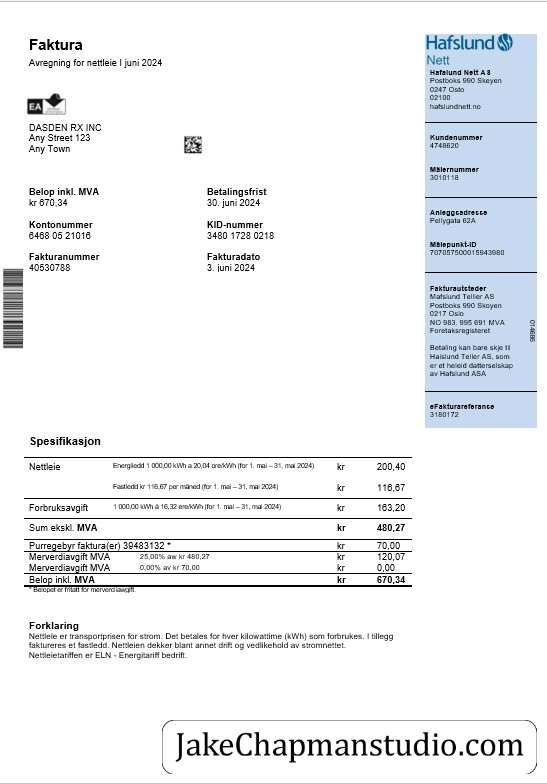 Faktura
Avregning for nettleie I juni 2024
EA
DASDEN RX INC
Any Street 123
Any Town
Belop inkl. MVA
kr 670,34
Betalingsfrist
30. juni 2024
Kontonummer
6468 05 21016
KID-nummer
3480 1728 0218
Fakturanummer
40530788
Fakturadato
3. juni 2024
Hafslund
Nett
Hafslund Nett A8
Postboks 990 Skeyen
0247 Osto
02100
hafslundnett.no
Kundenummer
4748620
Målernummer
3010118
Anleggsadresse
Pellygata 62A
Målepunkt-ID
707057500015943980
Fakturautsteder
Mafslund Teller AS
Postboks 990 Skeyen
0217 Oslo
NO 983. 995 691 MVA
Foretaksregisteret
Betaling kan bare skje til
Haislund Teller AS, som
er et heleid datterselskap
av Hafslund ASA
014695
eFakturareferanse
3180172
Spesifikasjon
Nettleie Energiledd 1 000,00 kWh a 20,04 ore/kWh (for 1. mai – 31, mai 2024) kr 200,40
Fastledd kr 116,67 per måned (for 1. mai – 31, mai 2024) kr 116,67
Forbruksavgift 1 000,00 kWh á 16,32 ere/kWh (for 1. mai – 31, mai 2024) kr 163,20
Sum ekskl. MVA kr 480,27
Purregebyr faktura(er) 39483132 * kr 70,00
Merverdiavgift MVA 25,00% aw kr 480,27 kr 120,07
Merverdiavgift MVA 0,00% av kr 70,00 kr 0,00
Belop inkl. MVA kr 670,34
* Belopet er fritatt for merverdiavgift.
Forklaring
Nettleie er transportprisen for strom. Det betales for hver kilowattime (kWh) som forbrukes. I tillegg
faktureres et fastledd. Nettleien dekker blant annet drift og vedlikehold av stromnettet.
Nettleietariffen er ELN - Energitariff bedrift.
JakeChapmanstudio.com